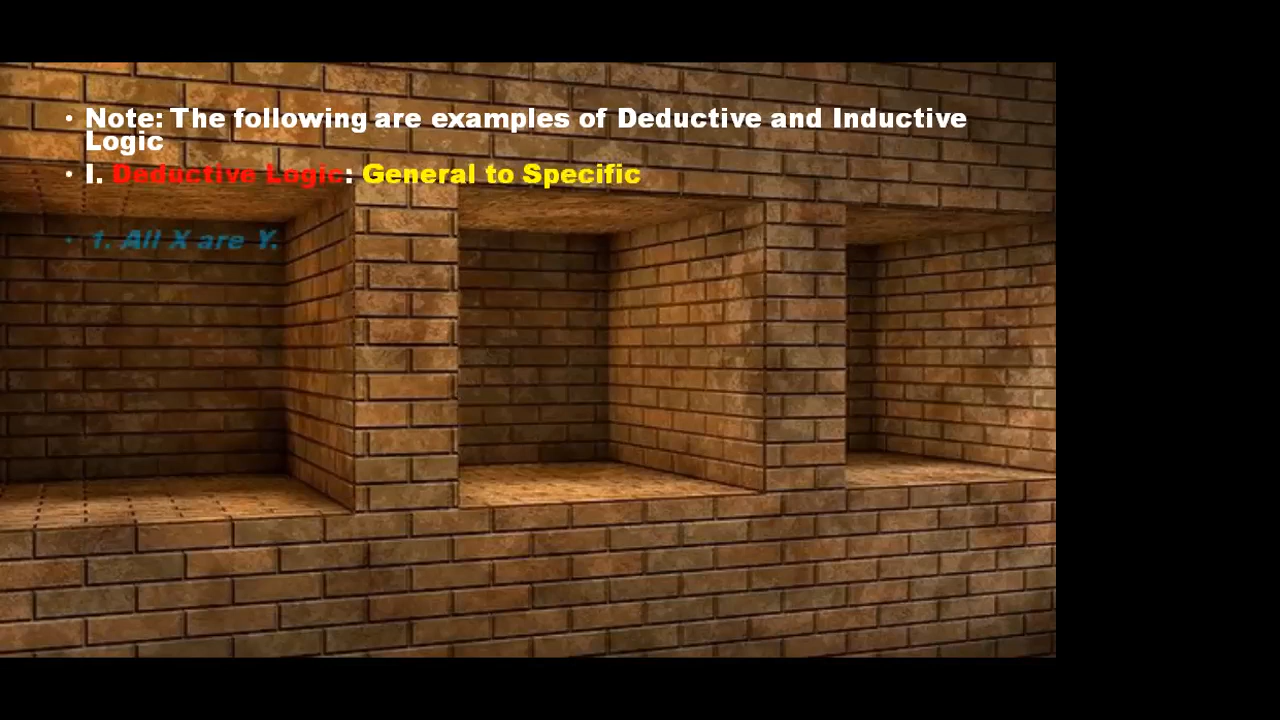 • Note: The following are examples of Deductive and Inductive
Logic
• I. Deductive Logic: General to Specific
• 1. All X are Y.